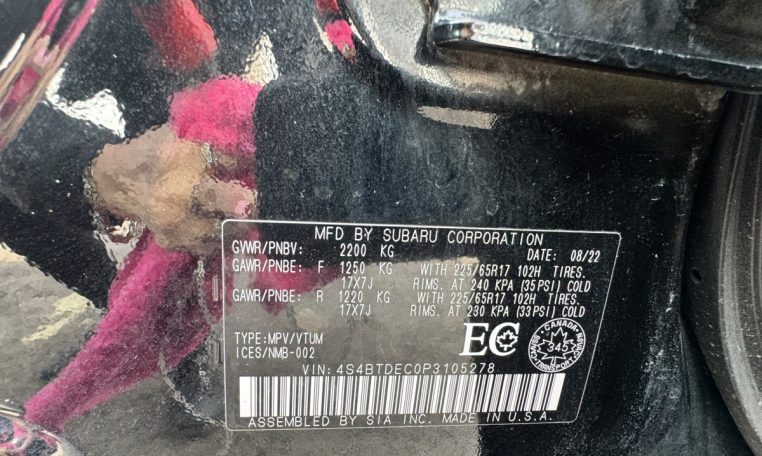 MFD BY SUBARU CORPORATION
GVWR/PNBV: 2200 KG DATE: 08/22
GAWR/PNBE: F 1250 KG WITH 225/65R17 102H TIRES.
17X7J RIMS. AT 240 KPA (35PSI) COLD
GAWR/PNBE: R 1220 KG WITH 225/65R17 102H TIRES.
17X7J RIMS. AT 230 KPA (33PSI) COLD
TYPE:MPV/VTUM
ICES/NMB-002
EC
CANADA
345
TRANSPORT
VIN: 4S4BTDEC0P3105278
ASSEMBLED BY SIA INC. MADE IN U.S.A.